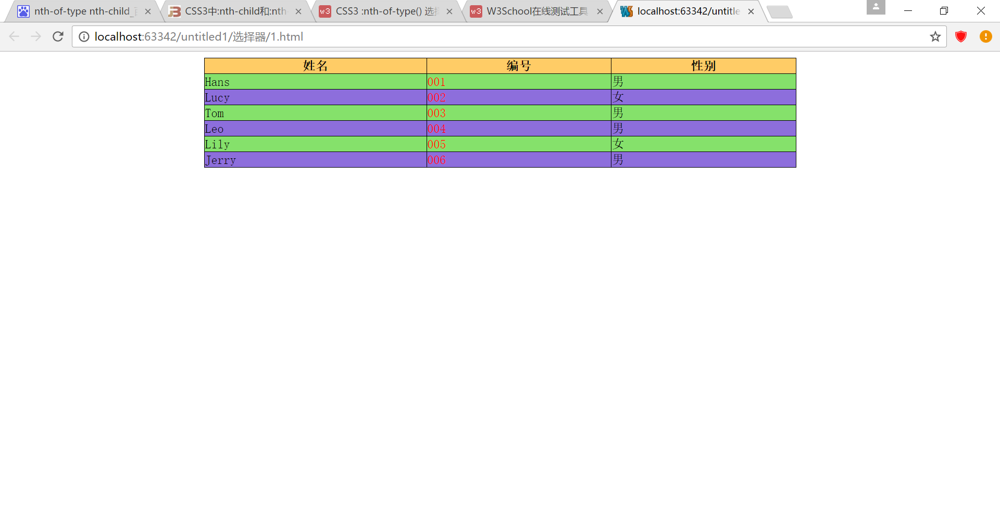 nth-of-type nth-child_
CSS3中:nth-child和:nth-
CSS3 :nth-of-type() 选择
W3School在线测试工具
localhost:63342/untitle
localhost:63342/untitled1/选择器/1.html
姓名 编号 性别
Hans 001 男
Lucy 002 女
Tom 003 男
Leo 004 男
Lily 005 女
Jerry 006 男